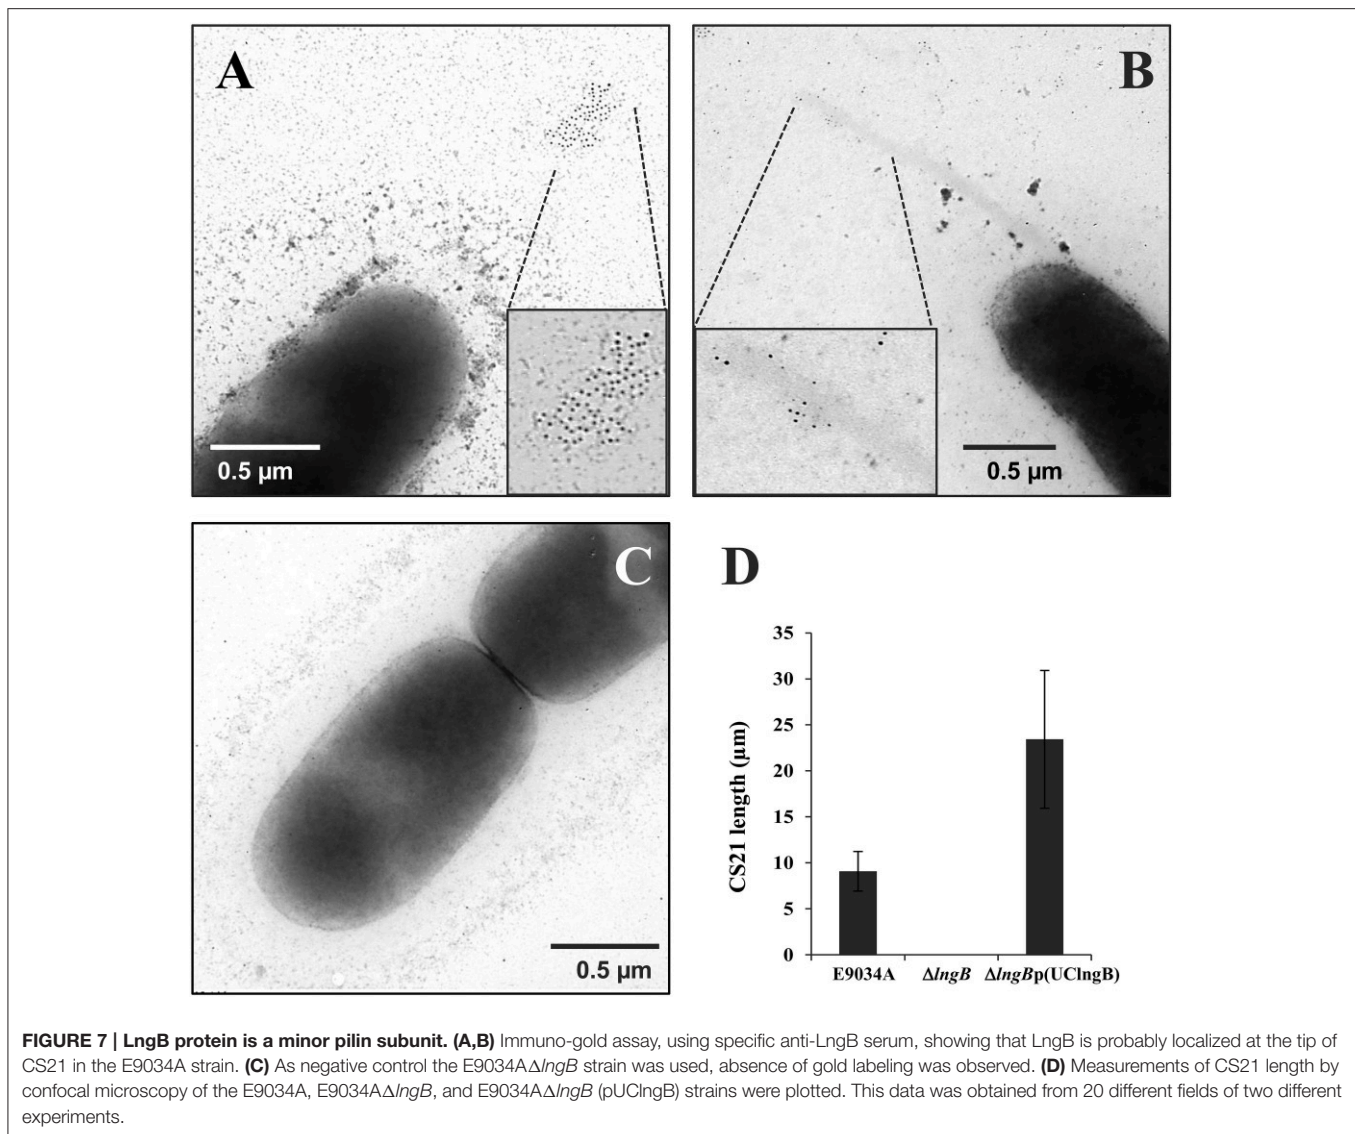 A
B
0.5 µm
0.5 µm
C
0.5 µm
D
35
30
25
20
15
10
5
0
CS21 length (µm)
E9034A ΔlngB ΔlngBp(UClngB)
FIGURE 7 | LngB protein is a minor pilin subunit. (A,B) Immuno-gold assay, using specific anti-LngB serum, showing that LngB is probably localized at the tip of
CS21 in the E9034A strain. (C) As negative control the E9034AΔlngB strain was used, absence of gold labeling was observed. (D) Measurements of CS21 length by
confocal microscopy of the E9034A, E9034AΔlngB, and E9034AΔlngB (pUClngB) strains were plotted. This data was obtained from 20 different fields of two different
experiments.